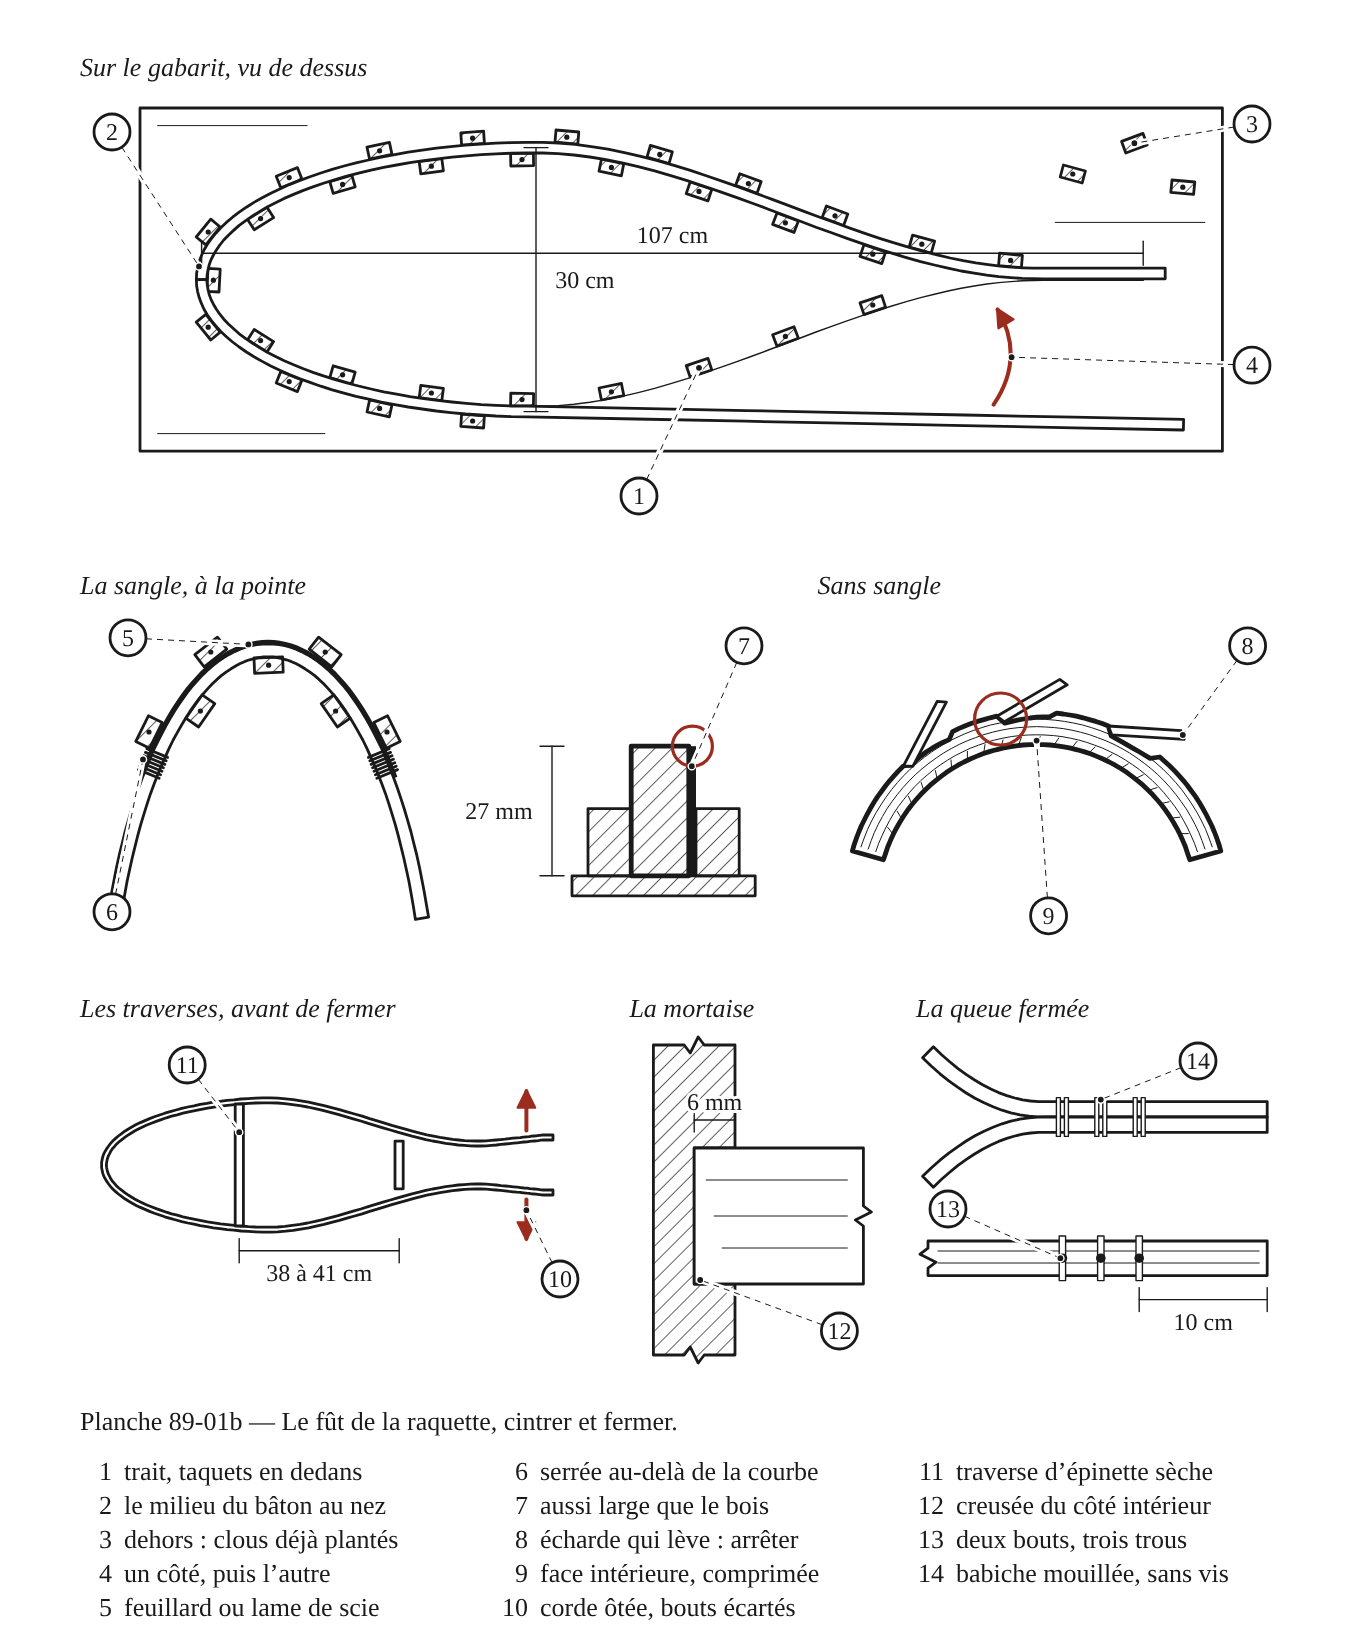 Sur le gabarit, vu de dessus
2
3
107 cm
30 cm
4
1
La sangle, à la pointe
Sans sangle
5
7
8
27 mm
6
9
Les traverses, avant de fermer
La mortaise
La queue fermée
11
14
6 mm
13
38 à 41 cm
10
12
10 cm
Planche 89-01b — Le fût de la raquette, cintrer et fermer.
1 trait, taquets en dedans
2 le milieu du bâton au nez
3 dehors : clous déjà plantés
4 un côté, puis l’autre
5 feuillard ou lame de scie
6 serrée au-delà de la courbe
7 aussi large que le bois
8 écharde qui lève : arrêter
9 face intérieure, comprimée
10 corde ôtée, bouts écartés
11 traverse d’épinette sèche
12 creusée du côté intérieur
13 deux bouts, trois trous
14 babiche mouillée, sans vis